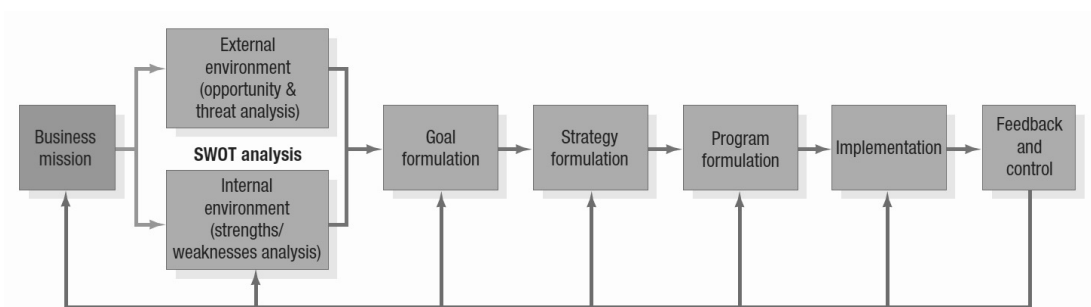 Business
mission
External
environment
(opportunity &
threat analysis)
SWOT analysis
Internal
environment
(strengths/
weaknesses analysis)
Goal
formulation
Strategy
formulation
Program
formulation
Implementation
Feedback
and
control